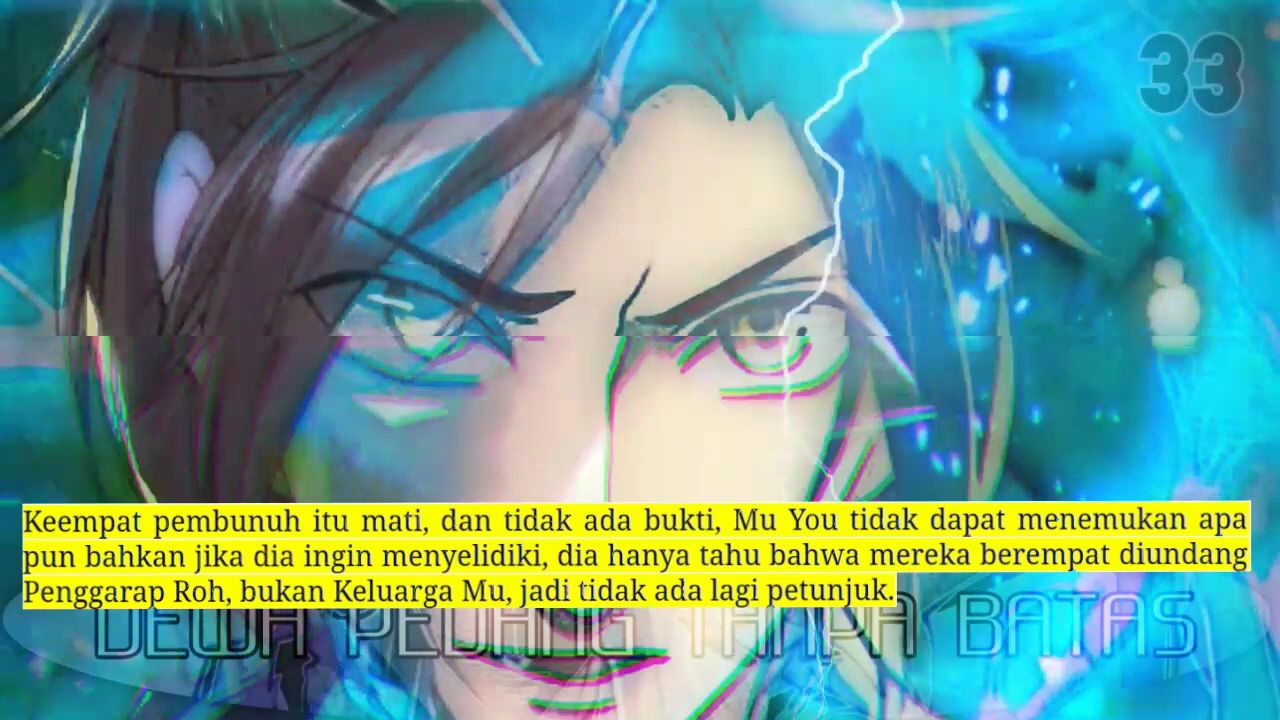 33
Keempat pembunuh itu mati, dan tidak ada bukti, Mu You tidak dapat menemukan apa
pun bahkan jika dia ingin menyelidiki, dia hanya tahu bahwa mereka berempat diundang
Penggarap Roh, bukan Keluarga Mu, jadi tidak ada lagi petunjuk.
DEWA PEDANG TANPA BATAS